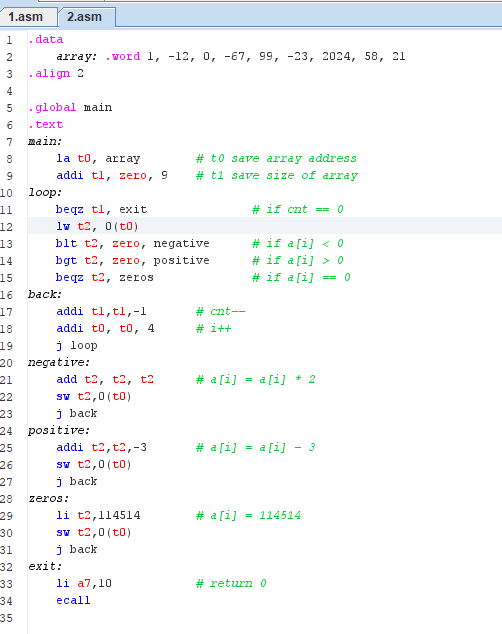 1.asm 2.asm
1 .data
2 array: .word 1, -12, 0, -67, 99, -23, 2024, 58, 21
3 .align 2
4
5 .global main
6 .text
7 main:
8 la t0, array # t0 save array address
9 addi t1, zero, 9 # t1 save size of array
10 loop:
11 beqz t1, exit # if cnt == 0
12 lw t2, 0(t0)
13 blt t2, zero, negative # if a[i] < 0
14 bgt t2, zero, positive # if a[i] > 0
15 beqz t2, zeros # if a[i] == 0
16 back:
17 addi t1,t1,-1 # cnt--
18 addi t0, t0, 4 # i++
19 j loop
20 negative:
21 add t2, t2, t2 # a[i] = a[i] * 2
22 sw t2,0(t0)
23 j back
24 positive:
25 addi t2,t2,-3 # a[i] = a[i] - 3
26 sw t2,0(t0)
27 j back
28 zeros:
29 li t2,114514 # a[i] = 114514
30 sw t2,0(t0)
31 j back
32 exit:
33 li a7,10 # return 0
34 ecall
35